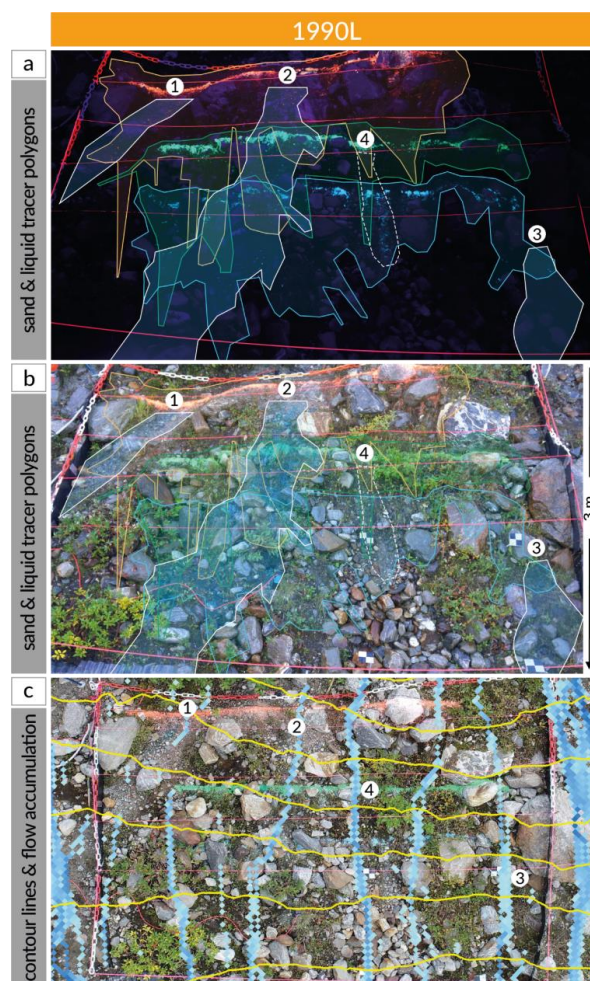 1990L
a
sand & liquid tracer polygons
1
2
4
3
b
sand & liquid tracer polygons
1
2
4
3
3 m
c
contour lines & flow accumulation
1
2
4
3